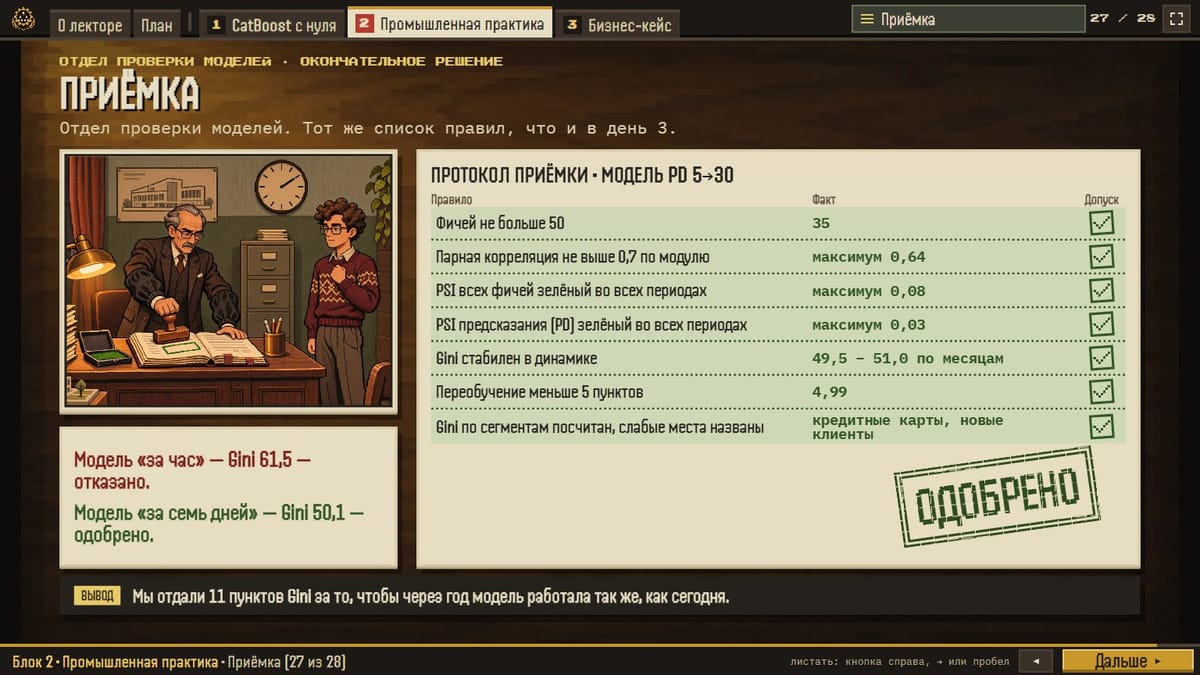 О лекторе
План
1 CatBoost с нуля
2 Промышленная практика
3 Бизнес-кейс
Приёмка
27 / 28
ОТДЕЛ ПРОВЕРКИ МОДЕЛЕЙ · ОКОНЧАТЕЛЬНОЕ РЕШЕНИЕ
ПРИЁМКА
Отдел проверки моделей. Тот же список правил, что и в день 3.
Модель «за час» — Gini 61,5 —
отказано.
Модель «за семь дней» — Gini 50,1 —
одобрено.
ПРОТОКОЛ ПРИЁМКИ · МОДЕЛЬ PD 5→30
Правило Факт Допуск
Фичей не больше 50 35
Парная корреляция не выше 0,7 по модулю максимум 0,64
PSI всех фичей зелёный во всех периодах максимум 0,08
PSI предсказания (PD) зелёный во всех периодах максимум 0,03
Gini стабилен в динамике 49,5 – 51,0 по месяцам
Переобучение меньше 5 пунктов 4,99
Gini по сегментам посчитан, слабые места названы кредитные карты, новые
клиенты
ОДОБРЕНО
ВЫВОД Мы отдали 11 пунктов Gini за то, чтобы через год модель работала так же, как сегодня.
Блок 2 · Промышленная практика · Приёмка (27 из 28)
листать: кнопка справа, → или пробел
Дальше